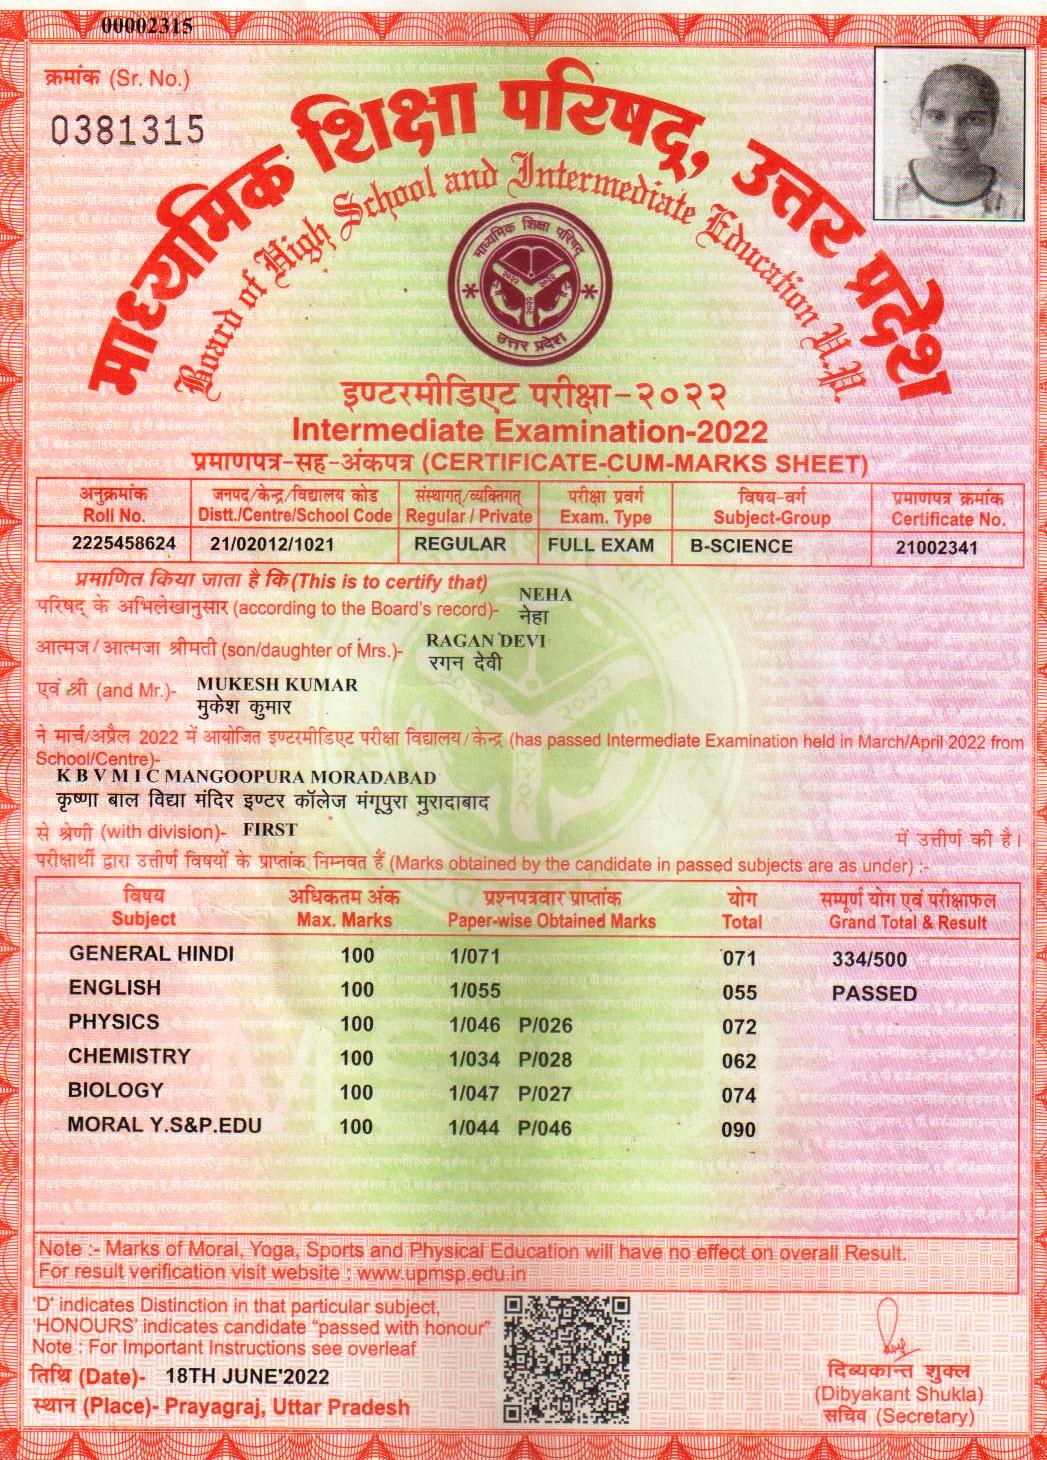 00002315
क्रमांक (Sr. No.)
0381315
माध्यमिक शिक्षा परिषद्, उत्तर प्रदेश
Board of High School and Intermediate Education U.P.
माध्यमिक शिक्षा परिषद्
उत्तर प्रदेश
इण्टरमीडिएट परीक्षा-२०२२
Intermediate Examination-2022
प्रमाणपत्र-सह-अंकपत्र (CERTIFICATE-CUM-MARKS SHEET)
अनुक्रमांक जनपद/केन्द्र/विद्यालय कोड संस्थागत्/व्यक्तिगत् परीक्षा प्रवर्ग विषय-वर्ग प्रमाणपत्र क्रमांक
Roll No. Distt./Centre/School Code Regular / Private Exam. Type Subject-Group Certificate No.
2225458624 21/02012/1021 REGULAR FULL EXAM B-SCIENCE 21002341
प्रमाणित किया जाता है कि (This is to certify that)
NEHA
परिषद् के अभिलेखानुसार (according to the Board's record)- नेहा
RAGAN DEVI
आत्मज/आत्मजा श्रीमती (son/daughter of Mrs.)- रगन देवी
एवं श्री (and Mr.)- MUKESH KUMAR
मुकेश कुमार
ने मार्च/अप्रैल 2022 में आयोजित इण्टरमीडिएट परीक्षा विद्यालय/केन्द्र (has passed Intermediate Examination held in March/April 2022 from
School/Centre)-
K B V M I C MANGOOPURA MORADABAD
कृष्णा बाल विद्या मंदिर इण्टर कॉलेज मंगूपुरा मुरादाबाद
से श्रेणी (with division)- FIRST में उत्तीर्ण की है।
परीक्षार्थी द्वारा उत्तीर्ण विषयों के प्राप्तांक निम्नवत हैं (Marks obtained by the candidate in passed subjects are as under) :-
विषय अधिकतम अंक प्रश्नपत्रवार प्राप्तांक योग सम्पूर्ण योग एवं परीक्षाफल
Subject Max. Marks Paper-wise Obtained Marks Total Grand Total & Result
GENERAL HINDI 100 1/071 071 334/500
ENGLISH 100 1/055 055 PASSED
PHYSICS 100 1/046 P/026 072
CHEMISTRY 100 1/034 P/028 062
BIOLOGY 100 1/047 P/027 074
MORAL Y.S&P.EDU 100 1/044 P/046 090
Note :- Marks of Moral, Yoga, Sports and Physical Education will have no effect on overall Result.
For result verification visit website : www.upmsp.edu.in
'D' indicates Distinction in that particular subject,
'HONOURS' indicates candidate "passed with honour"
Note : For Important Instructions see overleaf
तिथि (Date)- 18TH JUNE'2022
स्थान (Place)- Prayagraj, Uttar Pradesh
दिव्यकान्त शुक्ल
(Dibyakant Shukla)
सचिव (Secretary)